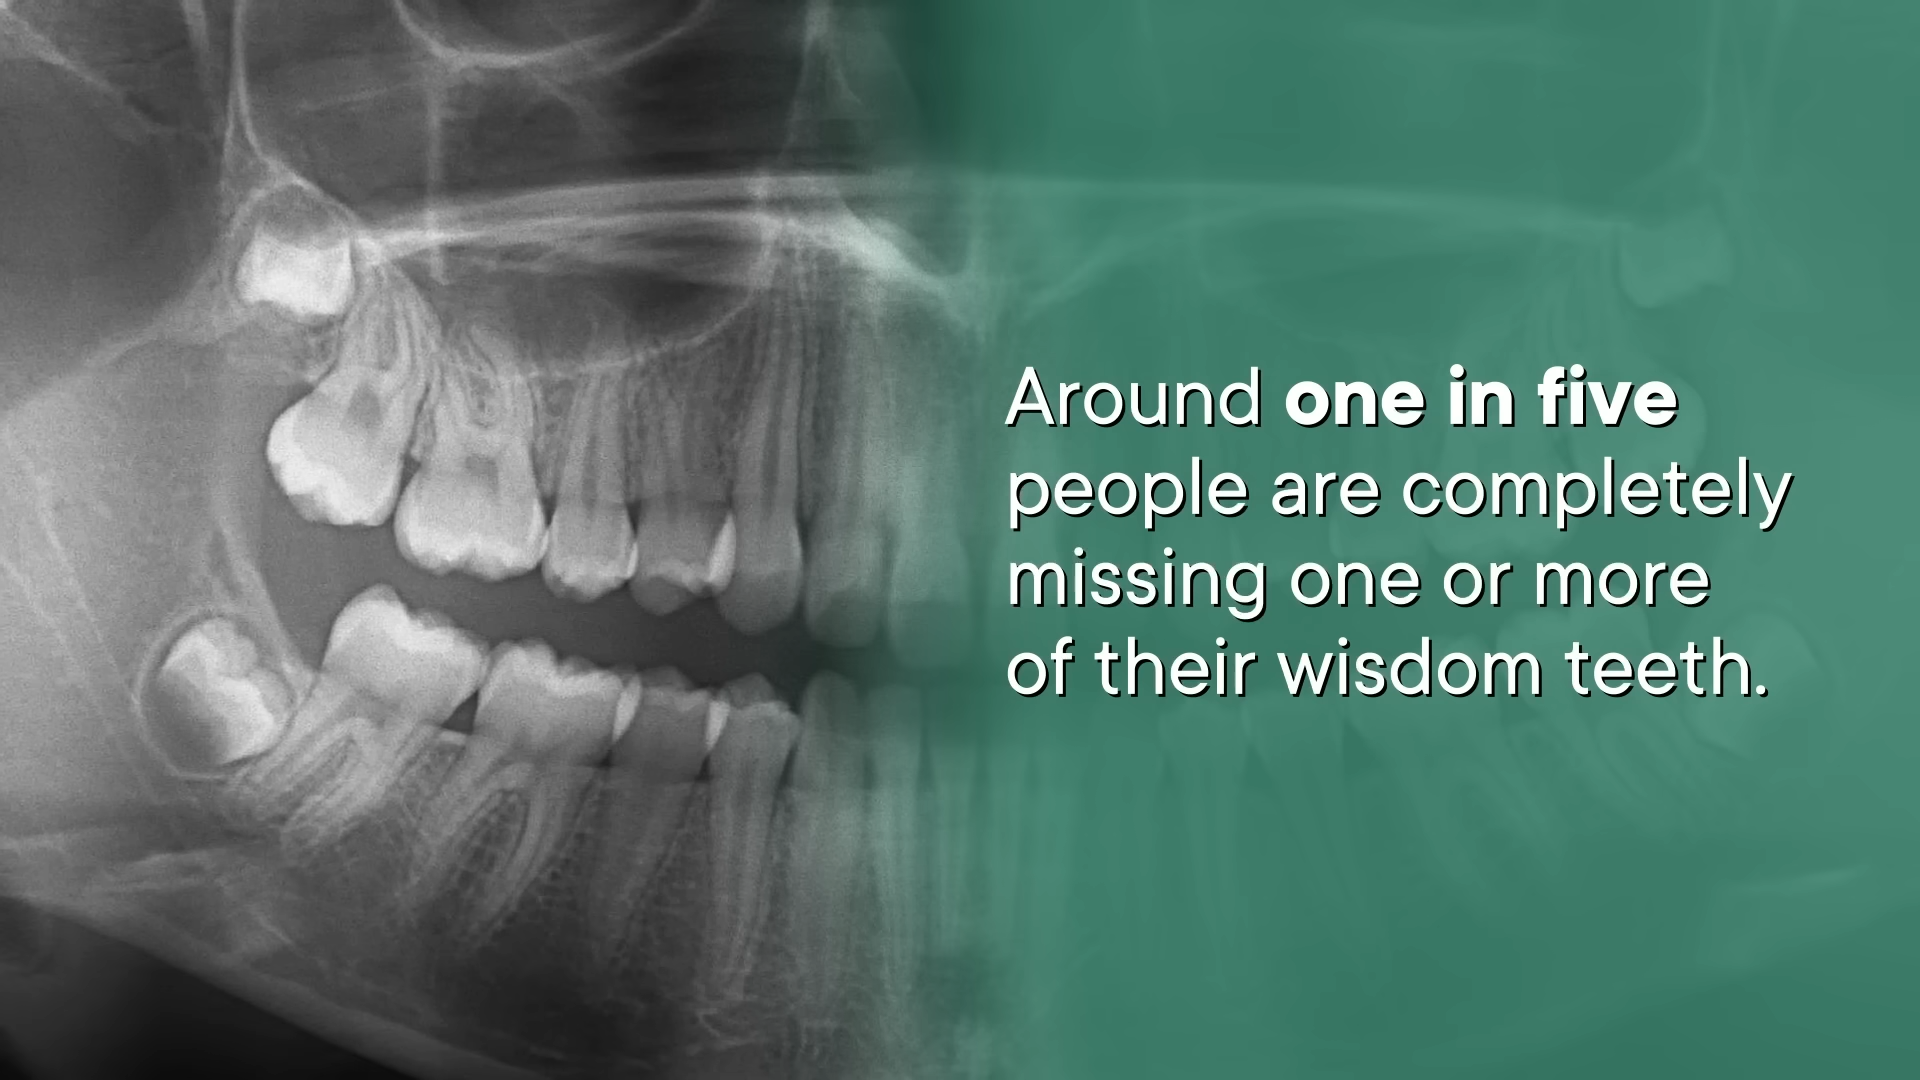 Around one in five
people are completely
missing one or more
of their wisdom teeth.